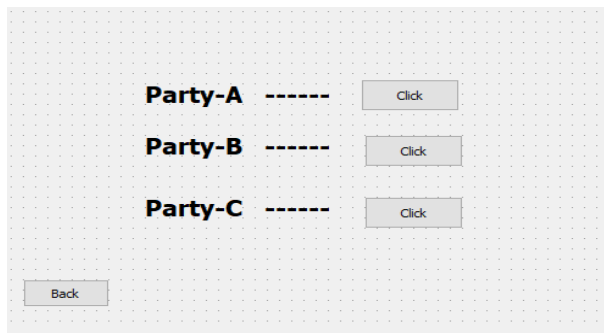 Party-A ------ Click
Party-B ------ Click
Party-C ------ Click
Back